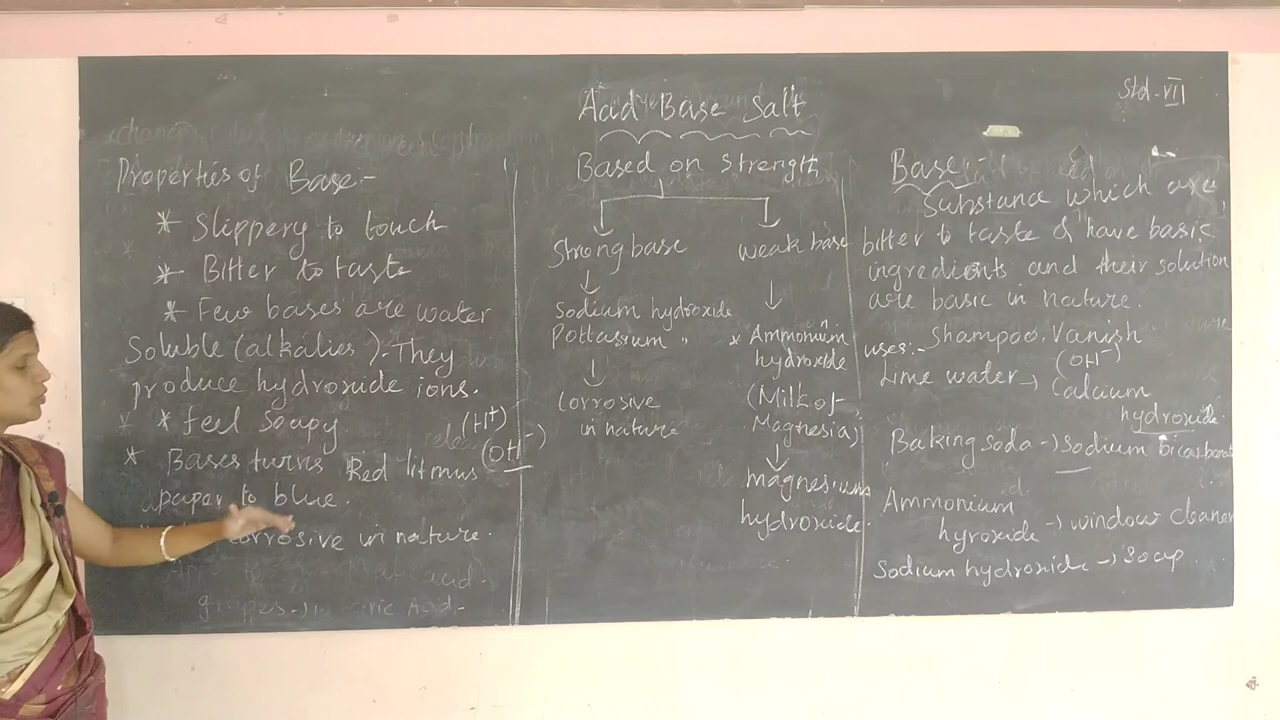 Acid Base Salt
Std-VII
Properties of Base:-
* Slippery to touch
* Bitter to taste
* Few bases are water
Soluble (alkalies). They
produce hydroxide ions.
* feel Soapy.
(H+)
(OH-)
* Bases turns Red litmus
paper to blue.
corrosive in nature.
Based on Strength
Strong base
Sodium hydroxide
Pottasium "
Corrosive
in nature
weak base
* Ammonium
hydroxide
(Milk of
Magnesia)
magnesium
hydroxide.
Base:-
Substance which are
bitter to taste & have basic
ingredients and their solution
are basic in nature.
uses:- Shampoo, Vanish
(OH-)
Lime water → Calcium
hydroxide.
Baking soda → Sodium bicarbonate
Ammonium
hyroxide → window cleaner
Sodium hydroxide → Soap